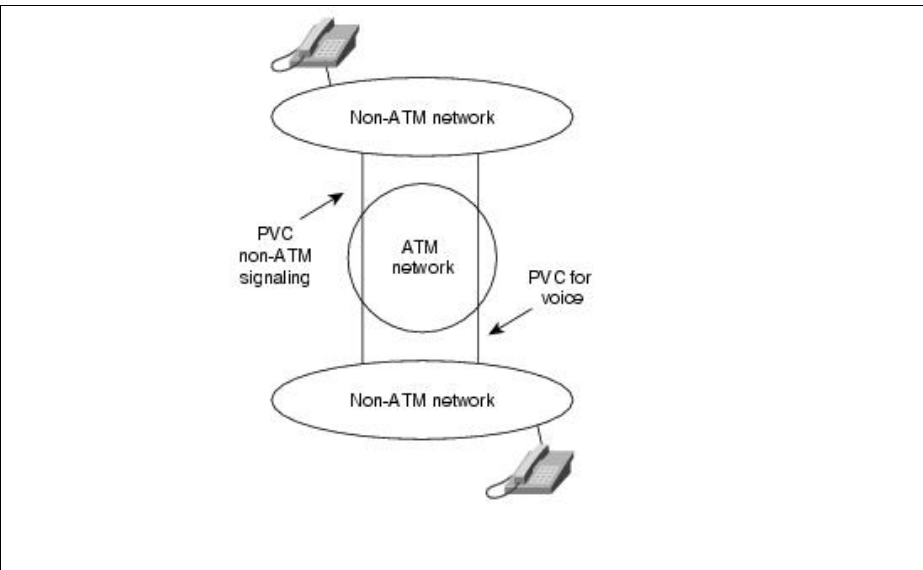 Non-ATM network
PVC
non-ATM
signaling
ATM
network
PVC for
voice
Non-ATM network